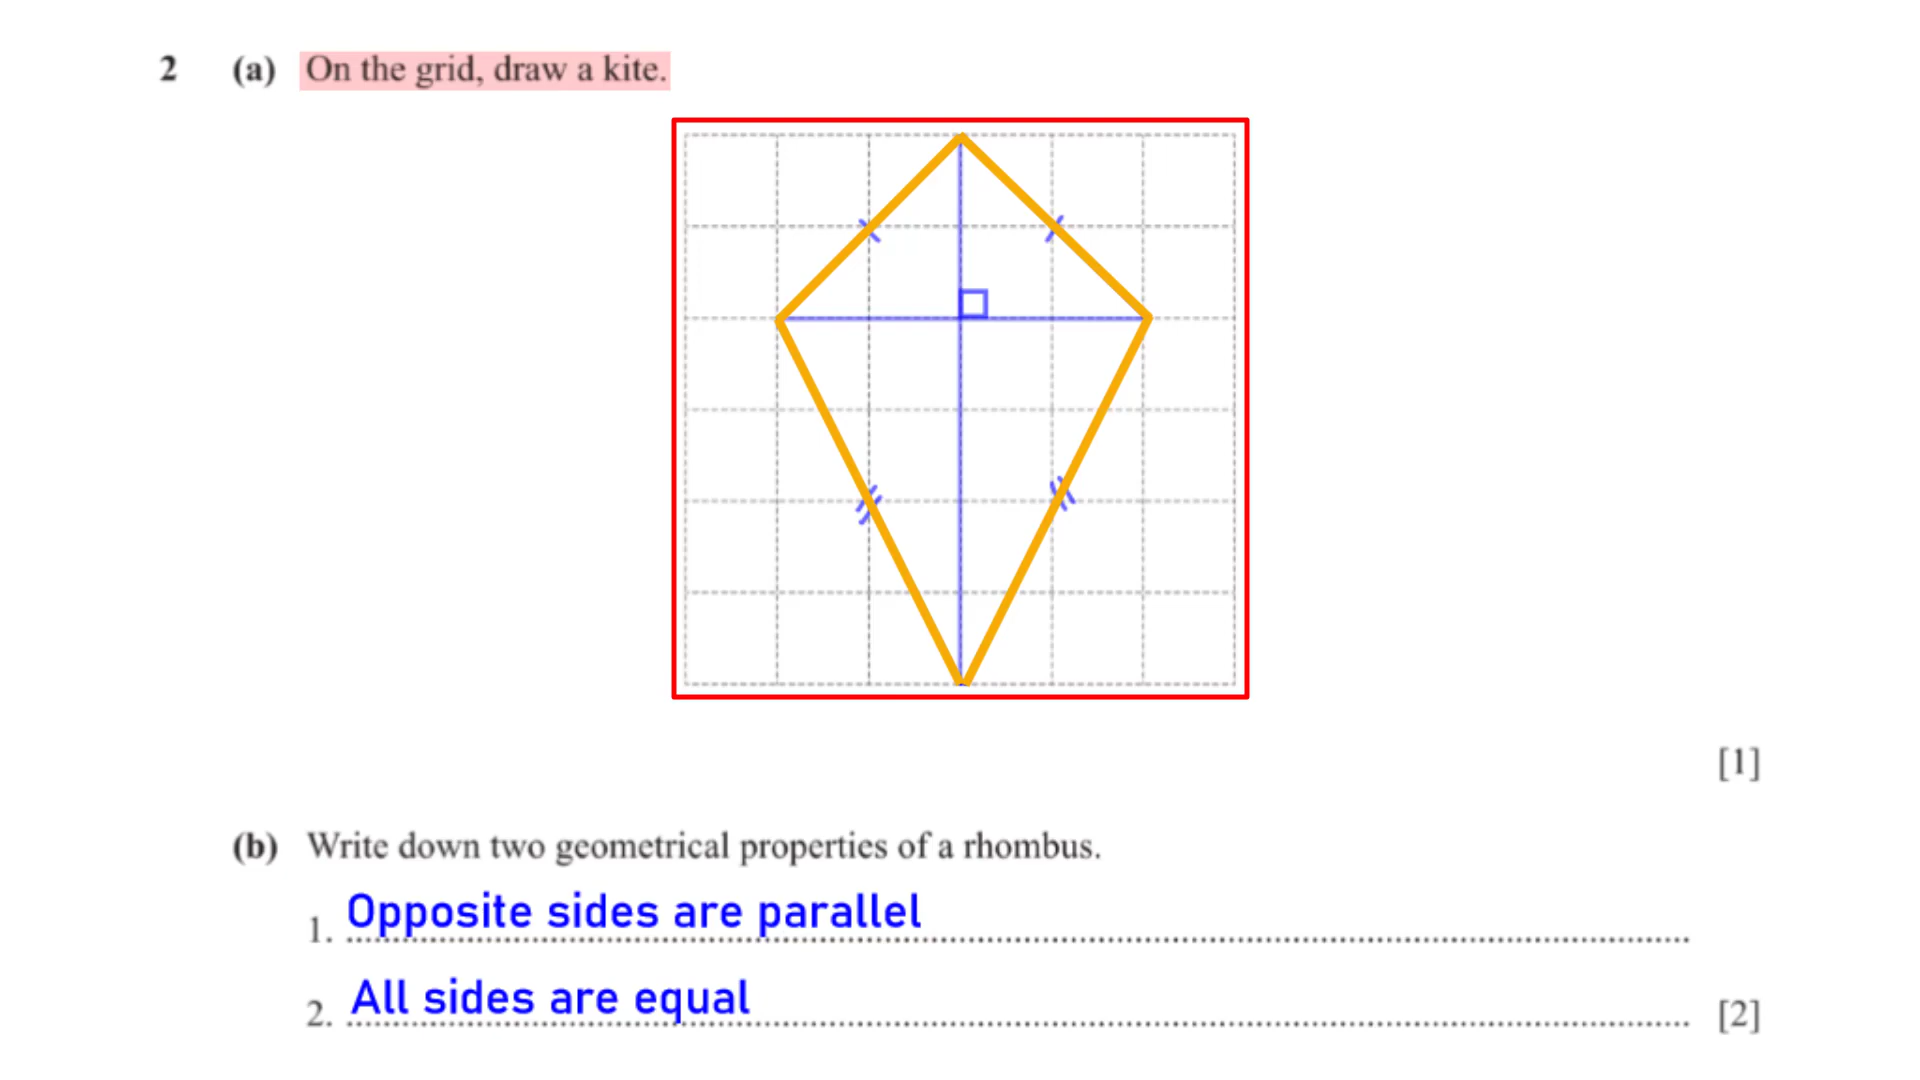 2 (a) On the grid, draw a kite.
[1]
(b) Write down two geometrical properties of a rhombus.
1. Opposite sides are parallel
2. All sides are equal [2]